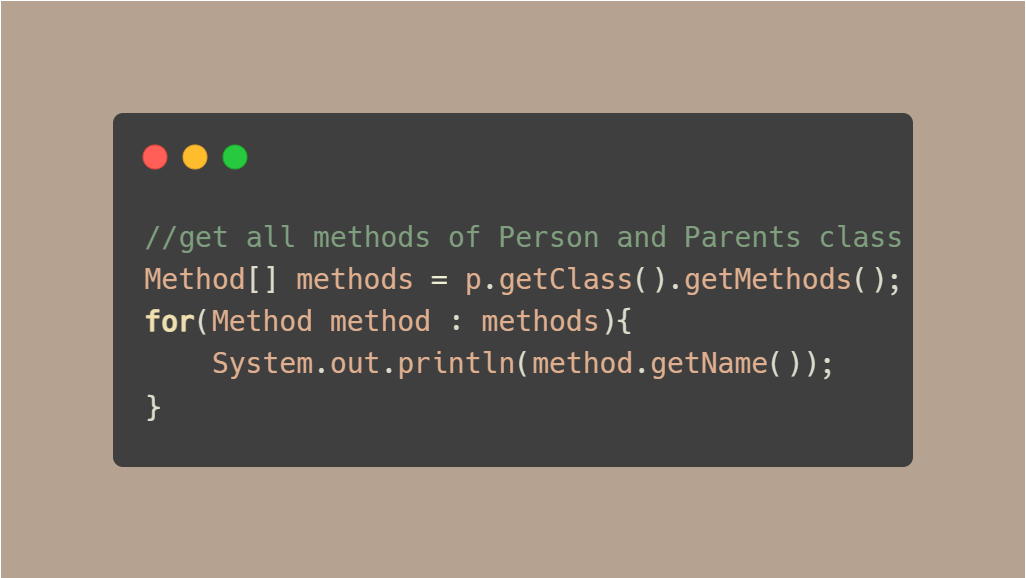 //get all methods of Person and Parents class
Method[] methods = p.getClass().getMethods();
for(Method method : methods){
    System.out.println(method.getName());
}